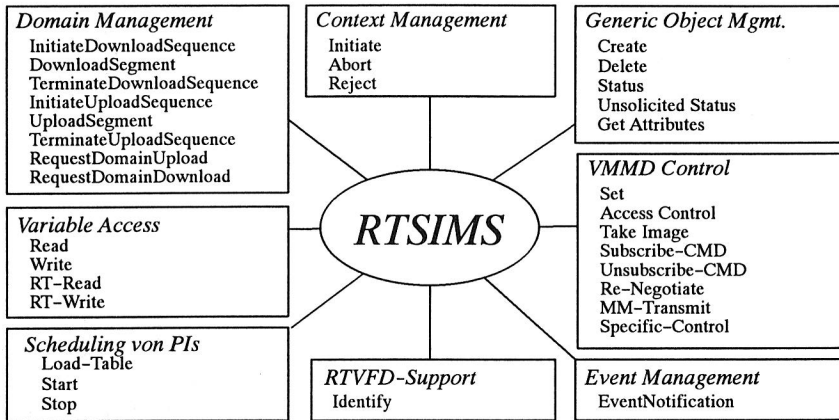 Domain Management
InitiateDownloadSequence
DownloadSegment
TerminateDownloadSequence
InitiateUploadSequence
UploadSegment
TerminateUploadSequence
RequestDomainUpload
RequestDomainDownload
Context Management
Initiate
Abort
Reject
Generic Object Mgmt.
Create
Delete
Status
Unsolicited Status
Get Attributes
Variable Access
Read
Write
RT-Read
RT-Write
RTSIMS
VMMD Control
Set
Access Control
Take Image
Subscribe-CMD
Unsubscribe-CMD
Re-Negotiate
MM-Transmit
Specific-Control
Scheduling von PIs
Load-Table
Start
Stop
RTVFD-Support
Identify
Event Management
EventNotification